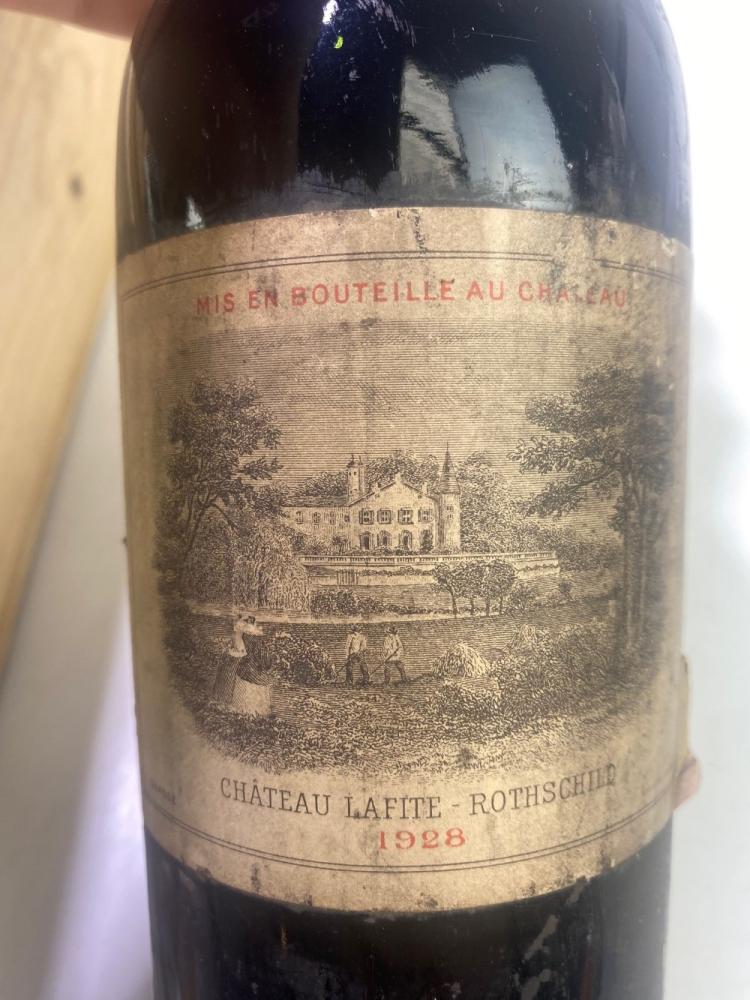 MIS EN BOUTEILLE AU CHATEAU
CHÂTEAU LAFITE - ROTHSCHILD
1928